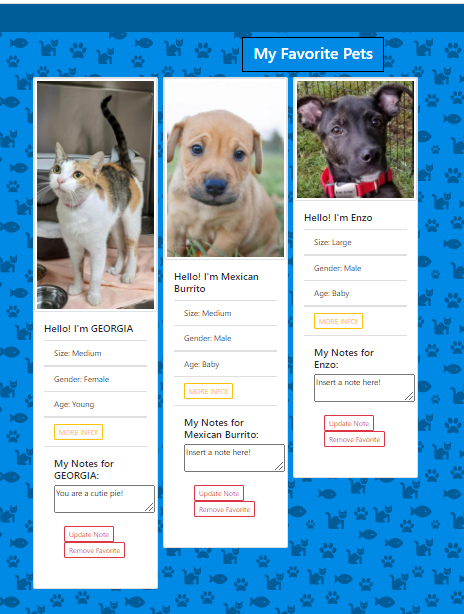 My Favorite Pets
Hello! I'm GEORGIA
Size: Medium
Gender: Female
Age: Young
MORE INFO!
My Notes for
GEORGIA:
You are a cutie pie!
Update Note
Remove Favorite
Hello! I'm Mexican
Burrito
Size: Medium
Gender: Male
Age: Baby
MORE INFO!
My Notes for
Mexican Burrito:
Insert a note here!
Update Note
Remove Favorite
Hello! I'm Enzo
Size: Large
Gender: Male
Age: Baby
MORE INFO!
My Notes for
Enzo:
Insert a note here!
Update Note
Remove Favorite